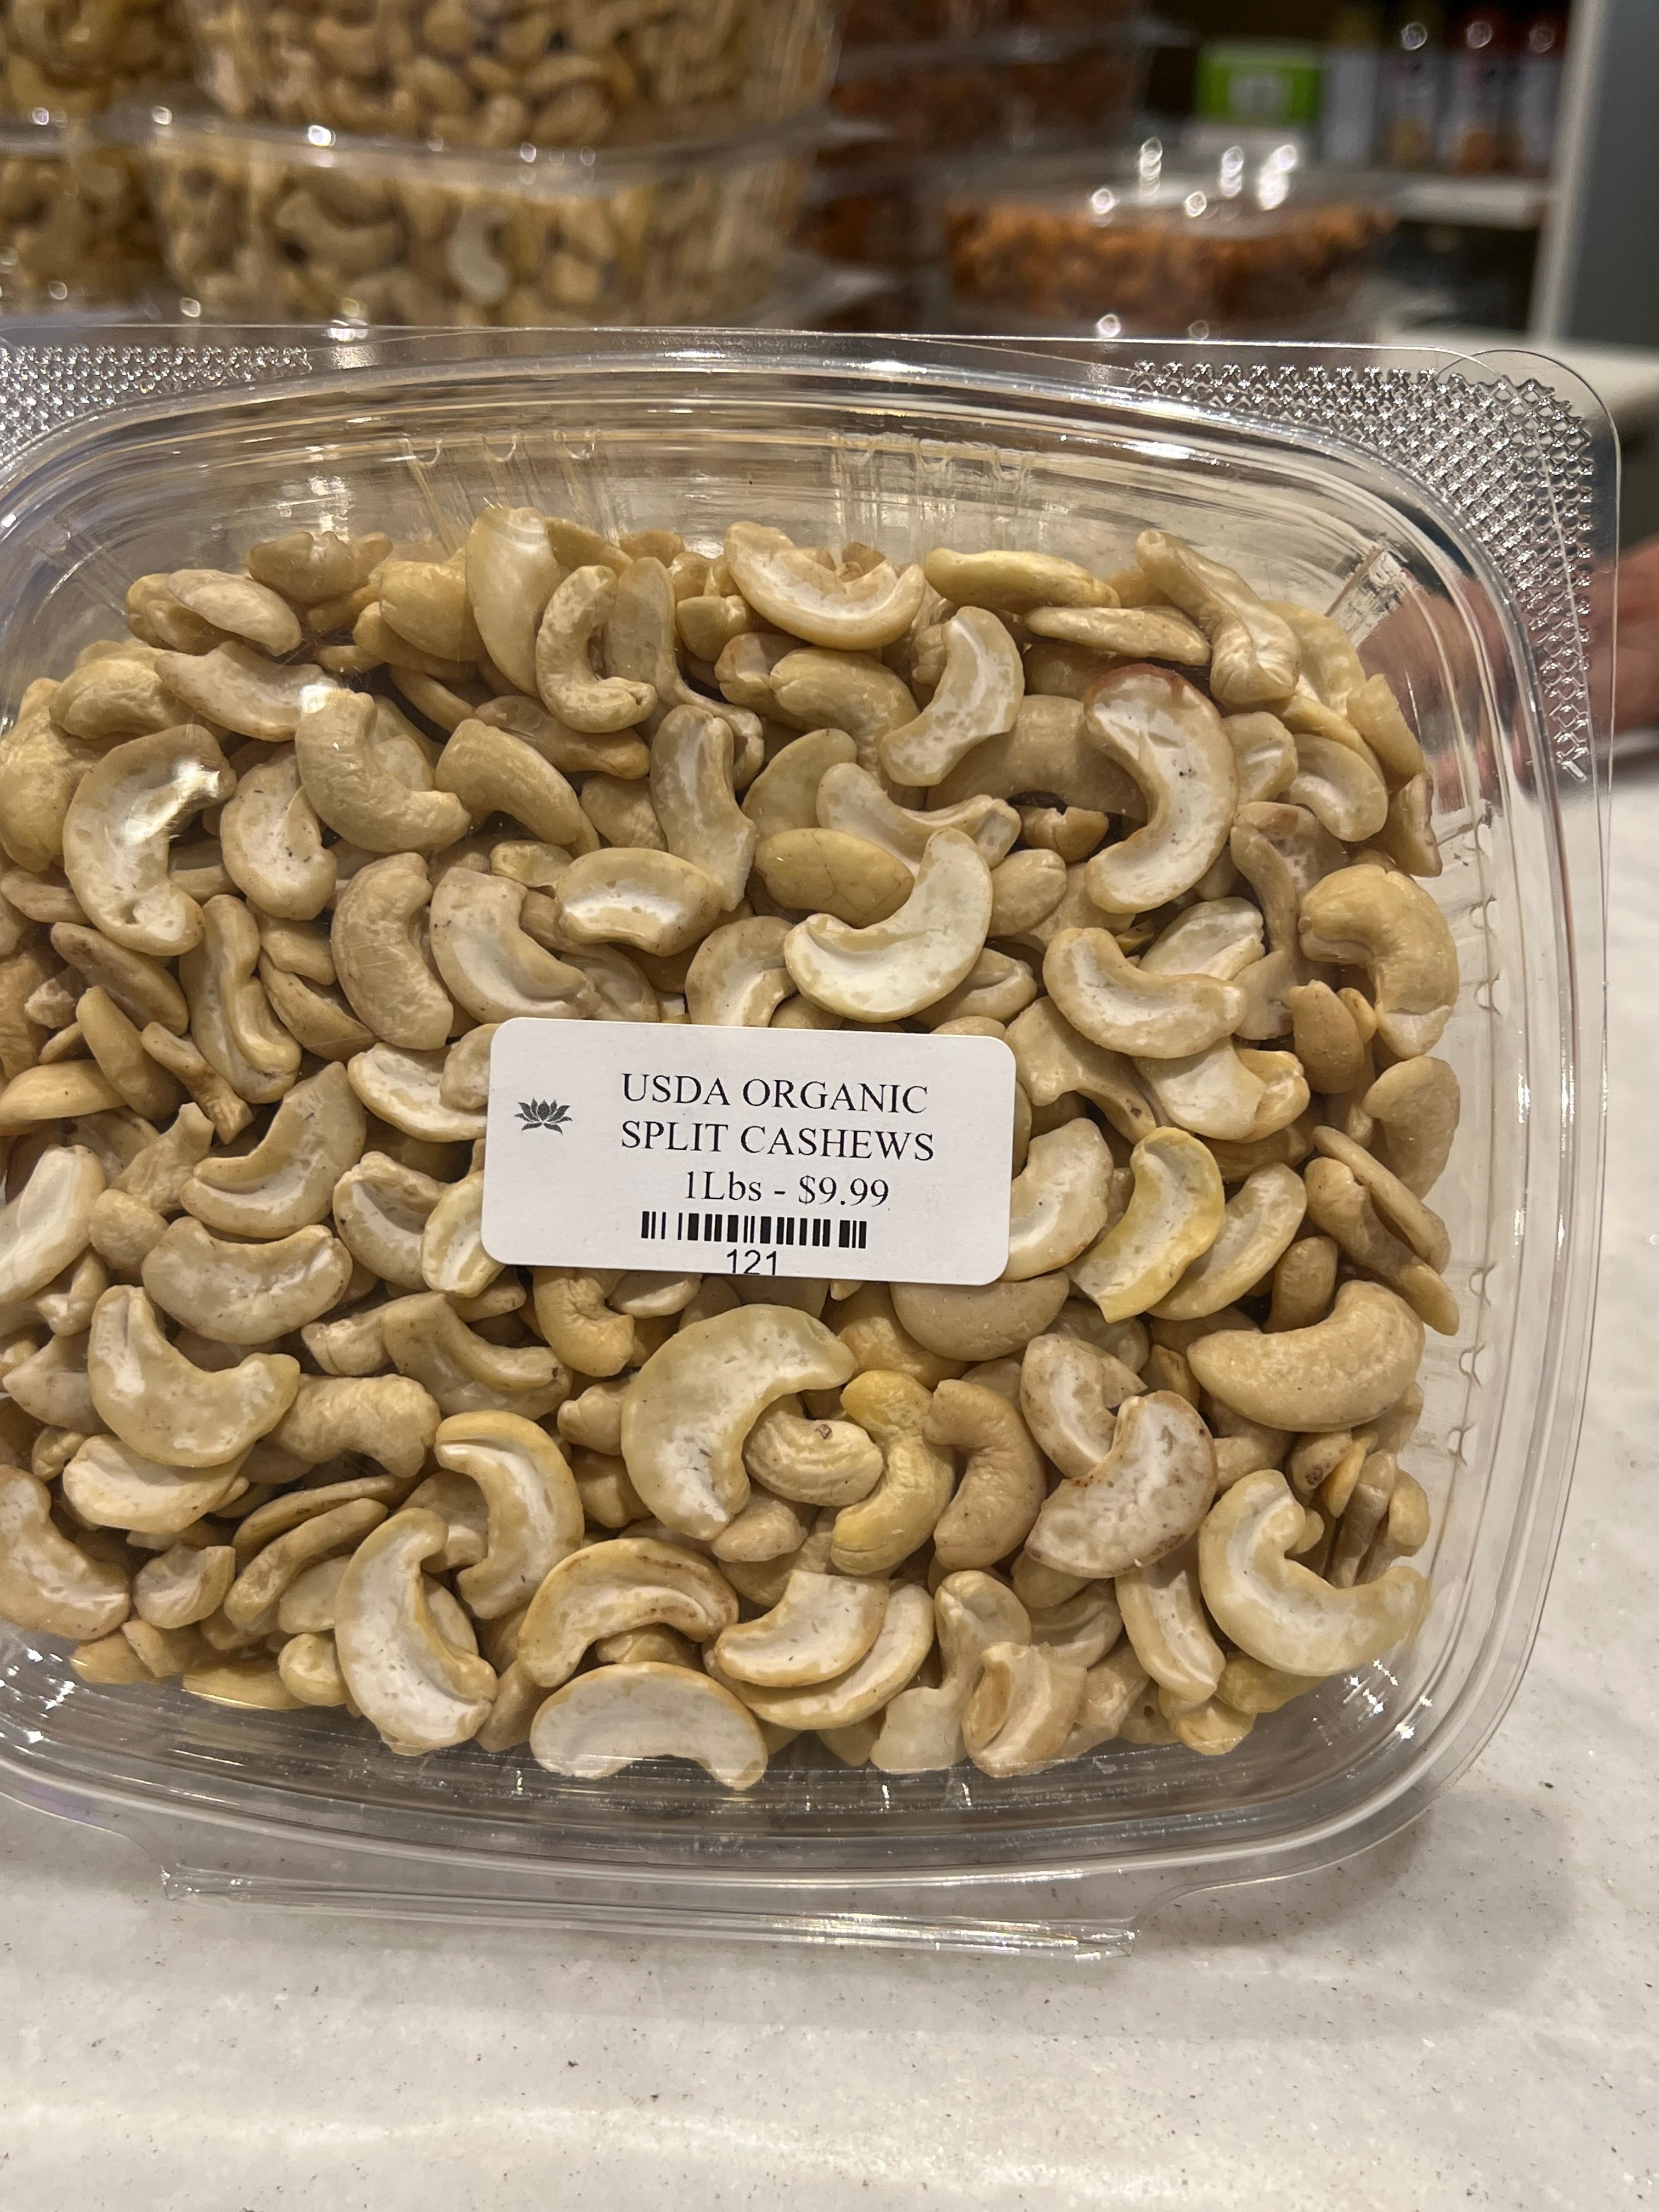 USDA ORGANIC
SPLIT CASHEWS
1Lbs - $9.99
121